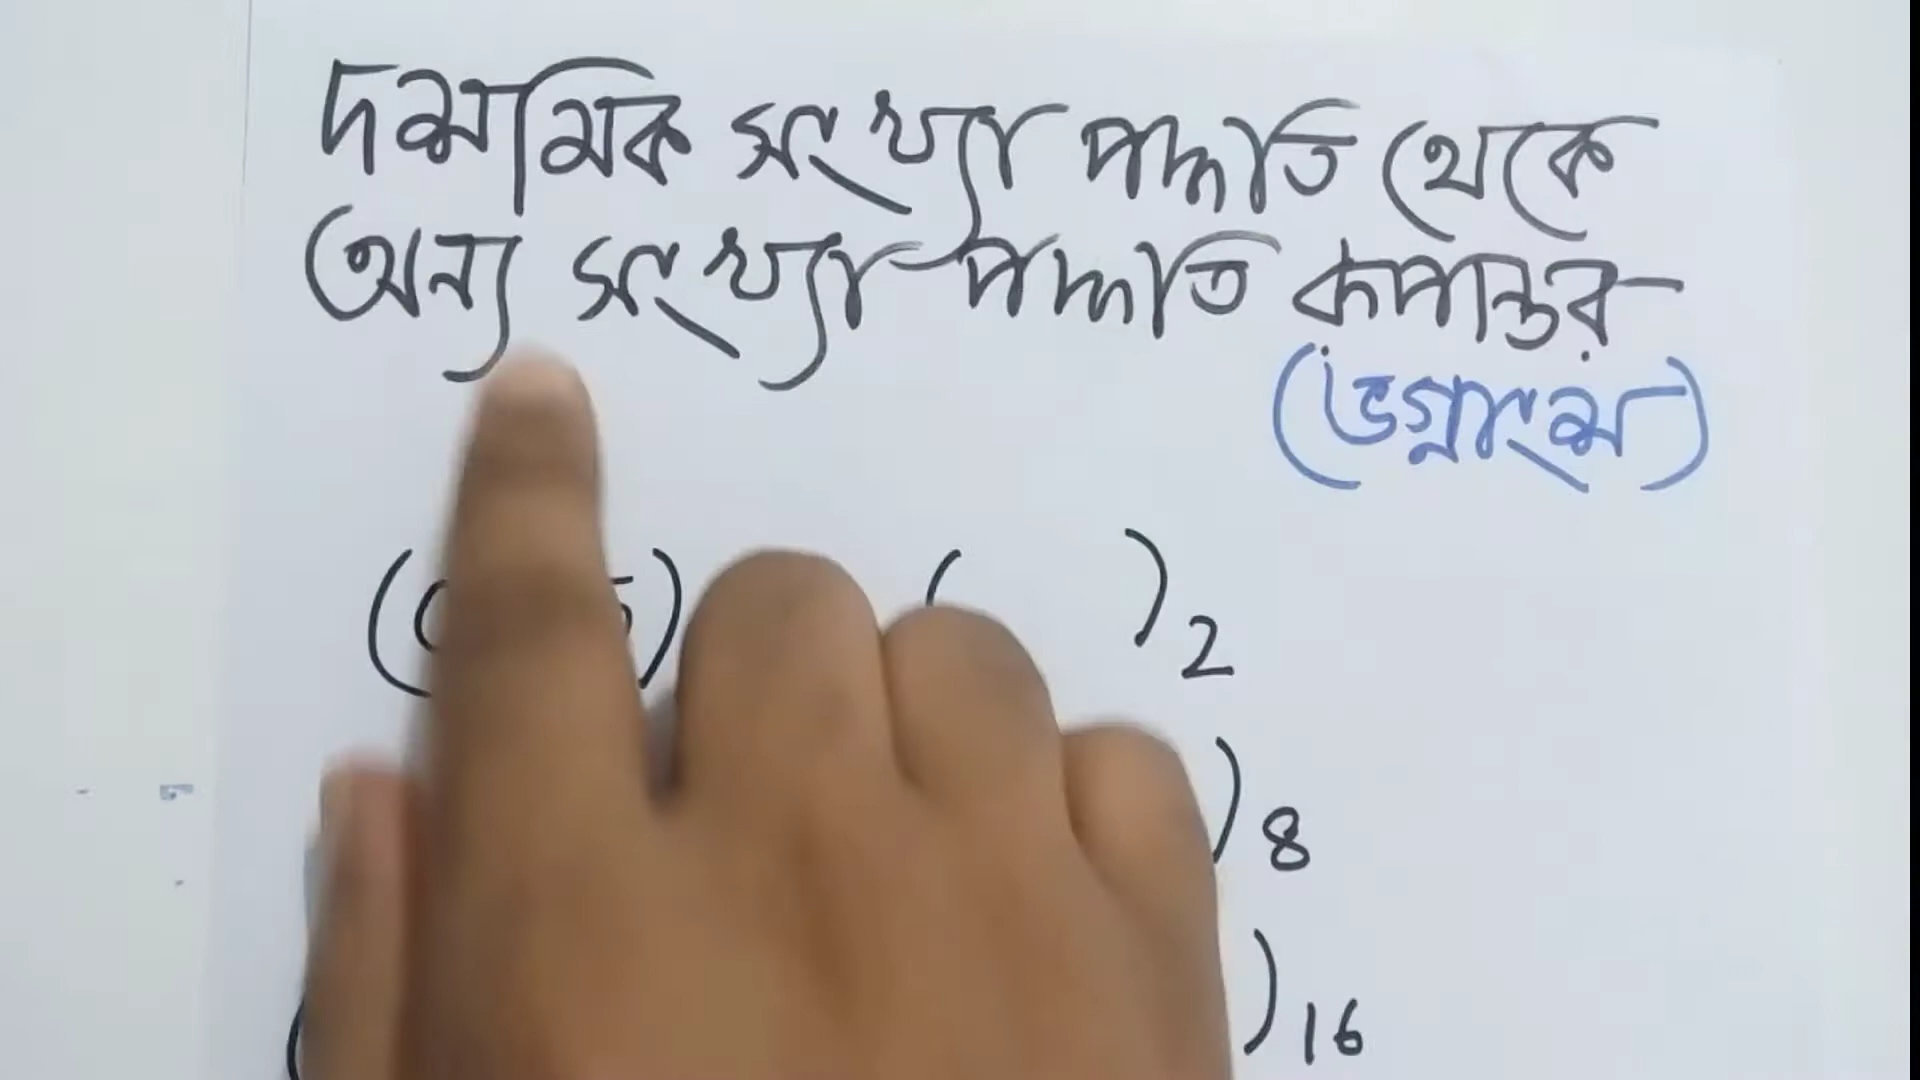 দশমিক সংখ্যা পদ্ধতি থেকে
অন্য সংখ্যা পদ্ধতি রূপান্তর
(ভগ্নাংশ)
( ) ( )2
)8
)16